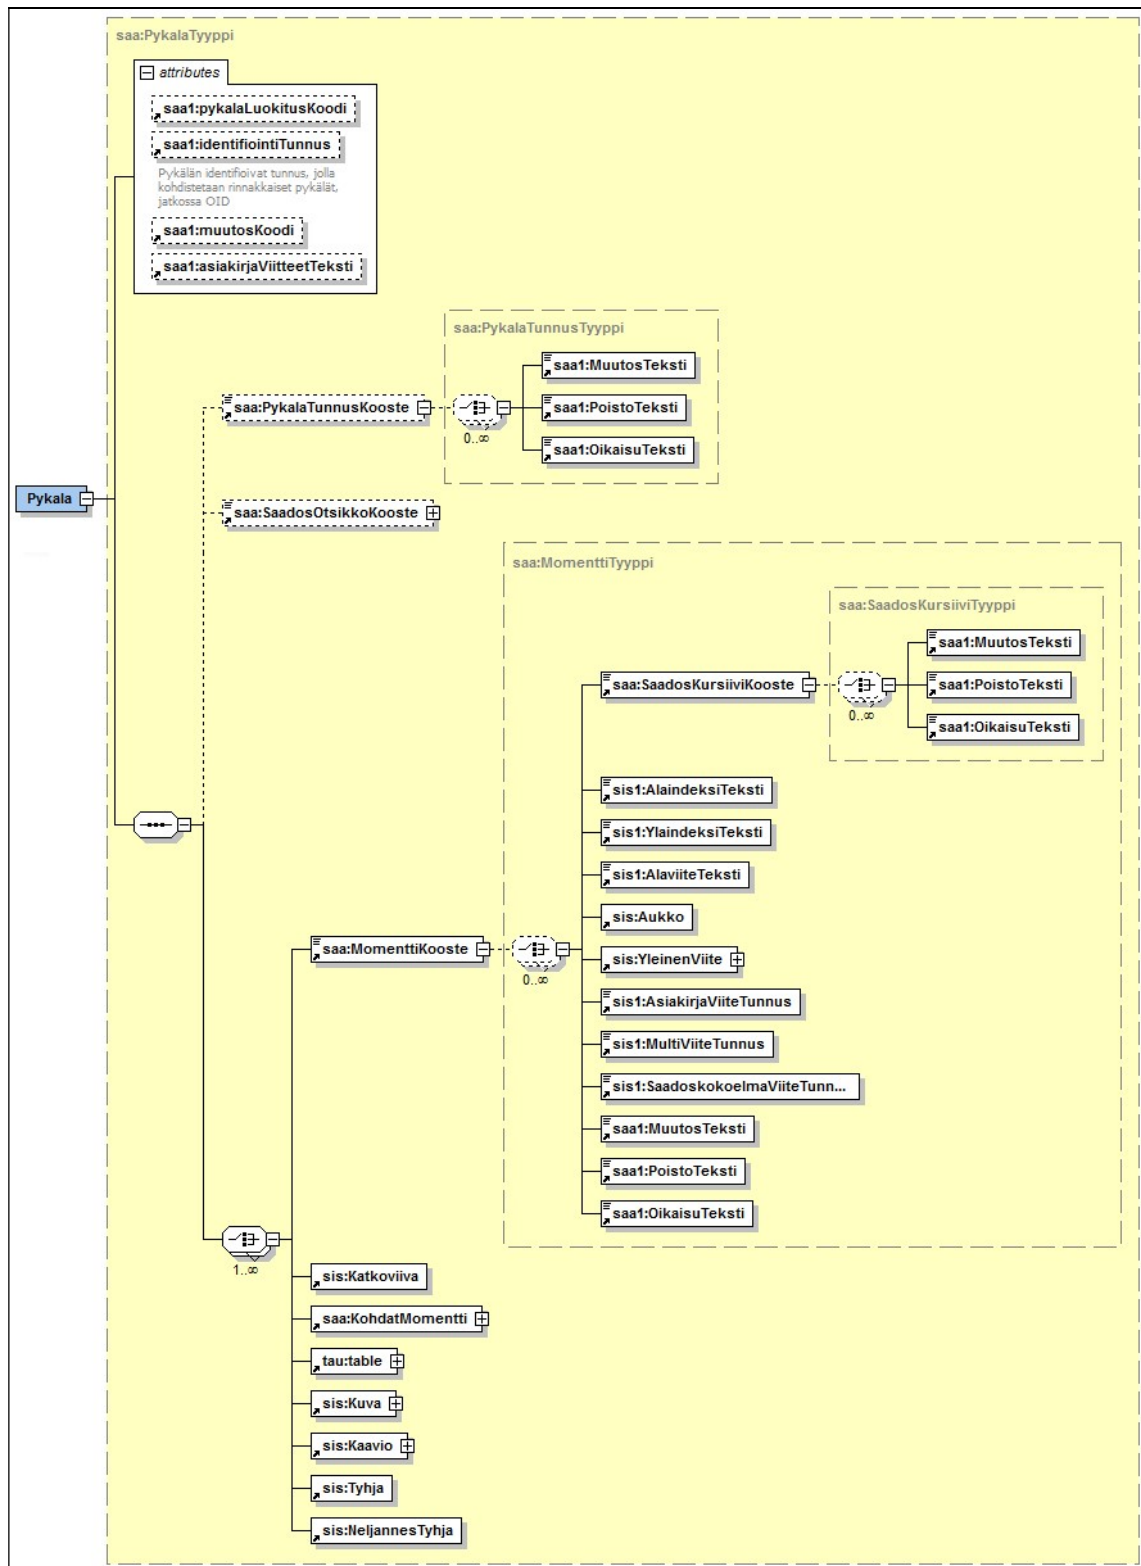 saa:PykalaTyyppi
attributes
saa1:pykalaLuokitusKoodi
saa1:identifiointiTunnus
Pykälän identifioivat tunnus, jolla
kohdistetaan rinnakkaiset pykälät,
jatkossa OID
saa1:muutosKoodi
saa1:asiakirjaViitteetTeksti
saa:PykalaTunnusTyyppi
saa1:MuutosTeksti
saa:PykalaTunnusKooste
saa1:PoistoTeksti
0..∞
saa1:OikaisuTeksti
Pykala
saa:SaadosOtsikkoKooste
saa:MomenttiTyyppi
saa:SaadosKursiiviTyyppi
saa1:MuutosTeksti
saa:SaadosKursiiviKooste
saa1:PoistoTeksti
0..∞
saa1:OikaisuTeksti
sis1:AlaindeksiTeksti
sis1:YlaindeksiTeksti
sis1:AlaviiteTeksti
sis:Aukko
saa:MomenttiKooste
sis:YleinenViite
0..∞
sis1:AsiakirjaViiteTunnus
sis1:MultiViiteTunnus
sis1:SaadoskokoelmaViiteTunn...
saa1:MuutosTeksti
saa1:PoistoTeksti
saa1:OikaisuTeksti
1..∞
sis:Katkoviiva
saa:KohdatMomentti
tau:table
sis:Kuva
sis:Kaavio
sis:Tyhja
sis:NeljannesTyhja